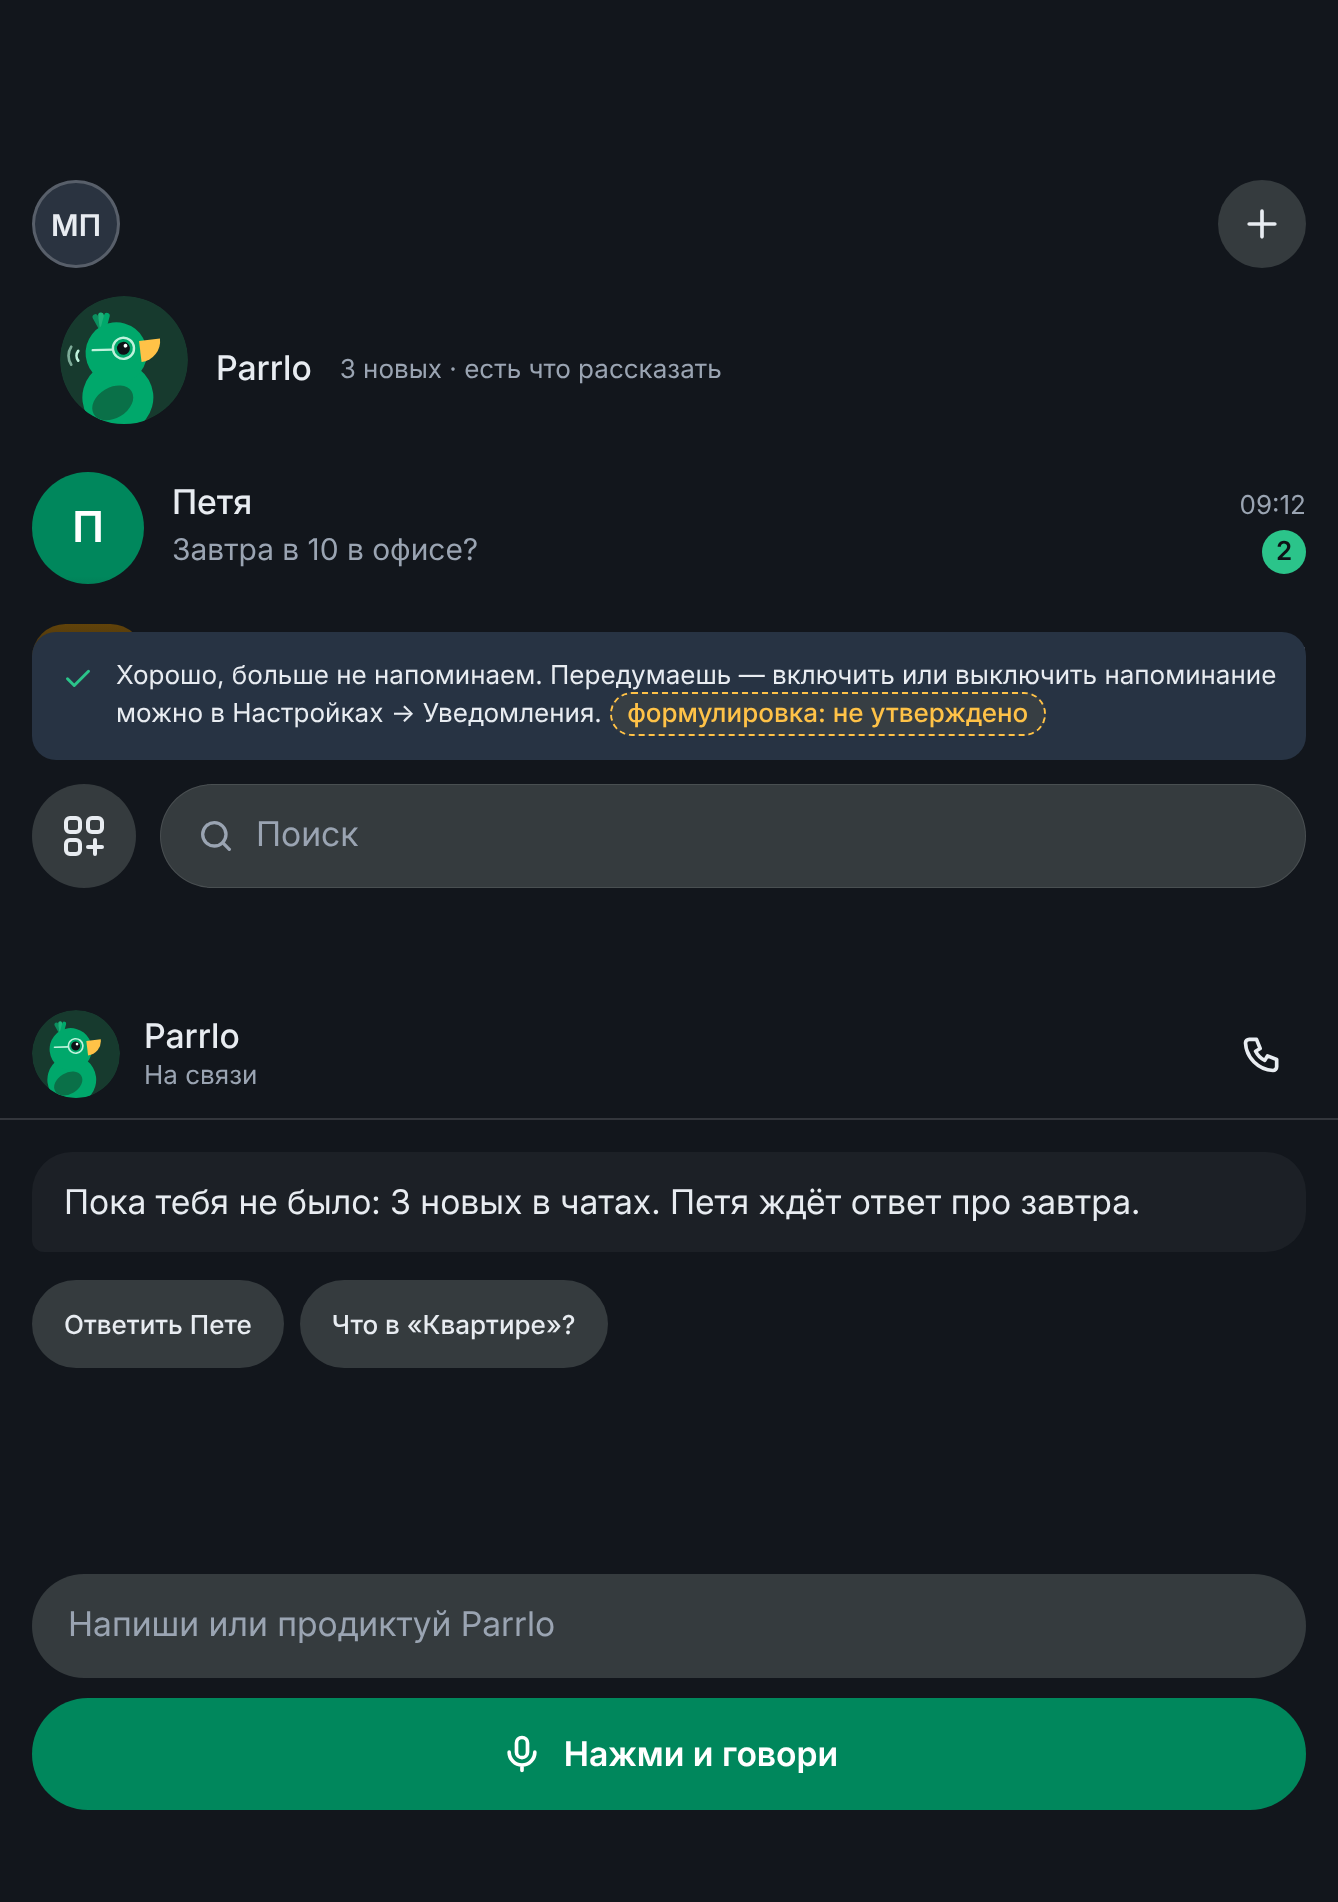 МП
Parrlo 3 новых · есть что рассказать
П
Петя
09:12
Завтра в 10 в офисе?
2
Хорошо, больше не напоминаем. Передумаешь — включить или выключить напоминание
можно в Настройках → Уведомления. формулировка: не утверждено
Поиск
Parrlo
На связи
Пока тебя не было: 3 новых в чатах. Петя ждёт ответ про завтра.
Ответить Пете
Что в «Квартире»?
Напиши или продиктуй Parrlo
Нажми и говори